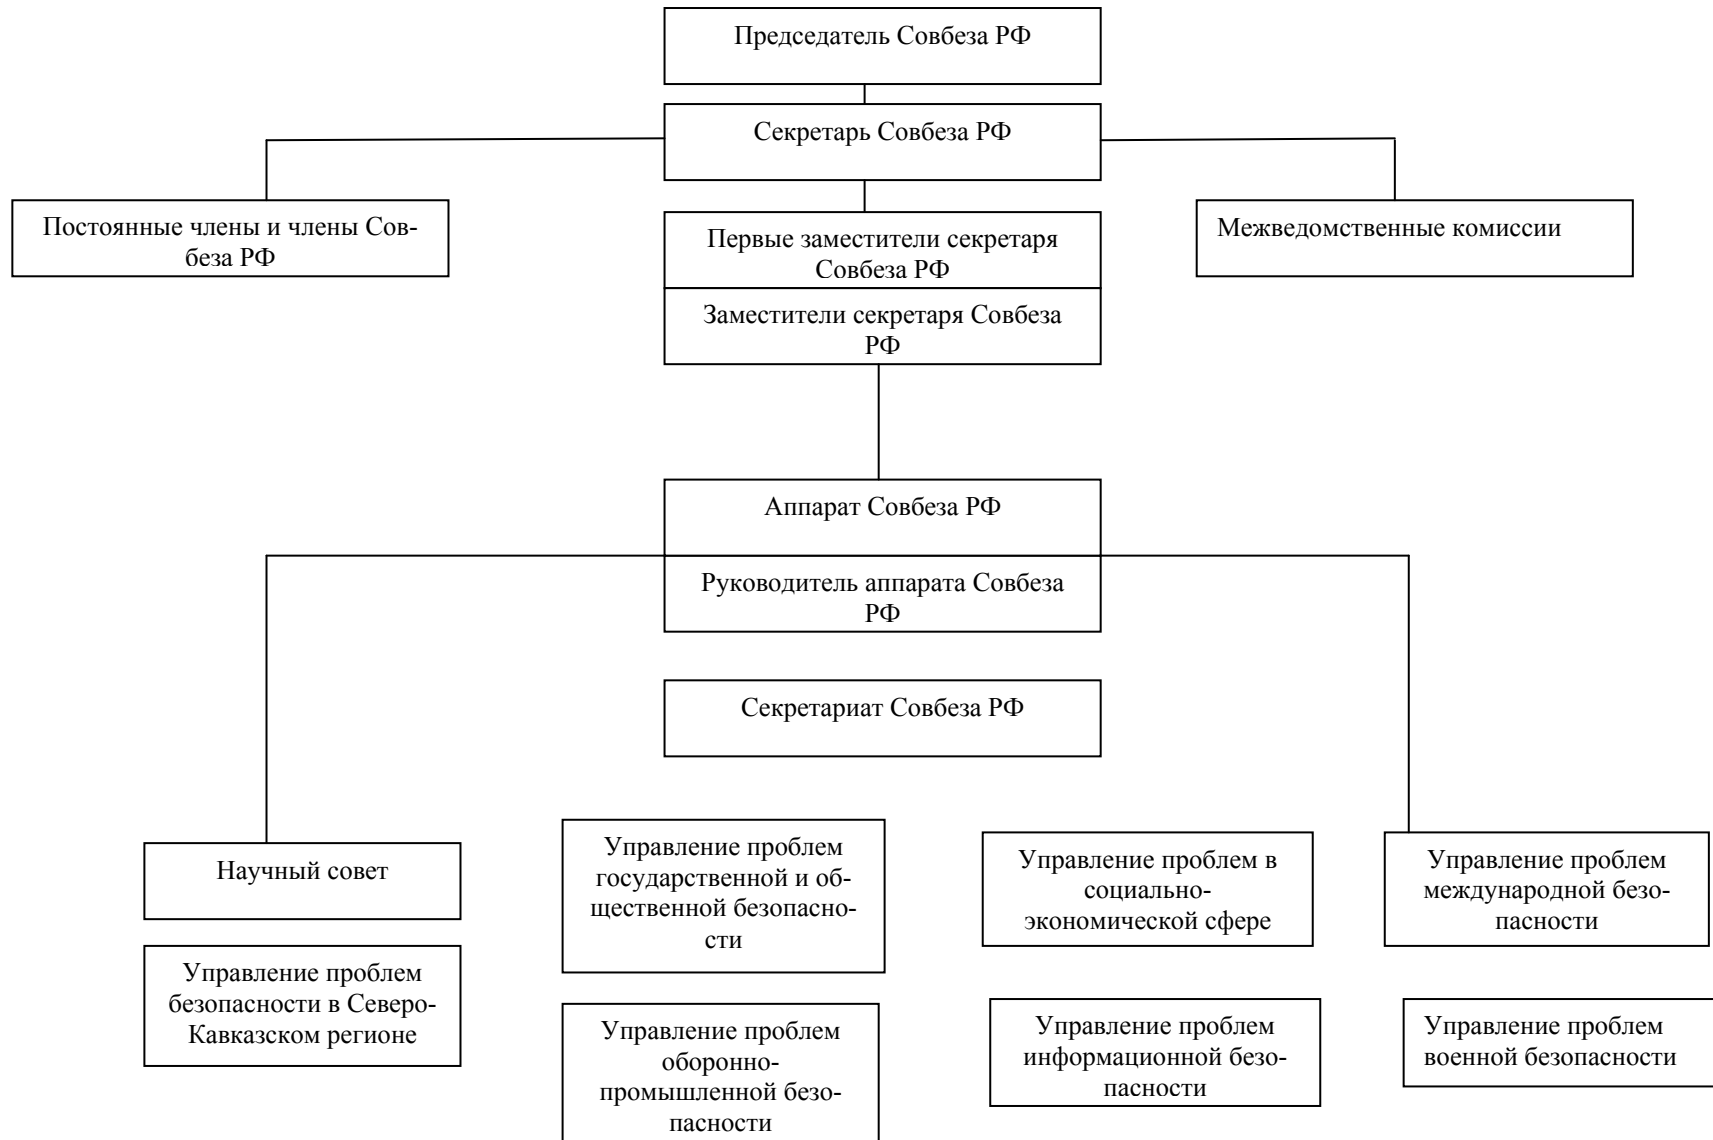 Председатель Совбеза РФ
Секретарь Совбеза РФ
Постоянные члены и члены Сов-
беза РФ
Первые заместители секретаря
Совбеза РФ
Межведомственные комиссии
Заместители секретаря Совбеза
РФ
Аппарат Совбеза РФ
Руководитель аппарата Совбеза
РФ
Секретариат Совбеза РФ
Научный совет
Управление проблем
государственной и об-
щественной безопасно-
сти
Управление проблем в
социально-
экономической сфере
Управление проблем
международной безо-
пасности
Управление проблем
безопасности в Северо-
Кавказском регионе
Управление проблем
оборонно-
промышленной безо-
пасности
Управление проблем
информационной безо-
пасности
Управление проблем
военной безопасности